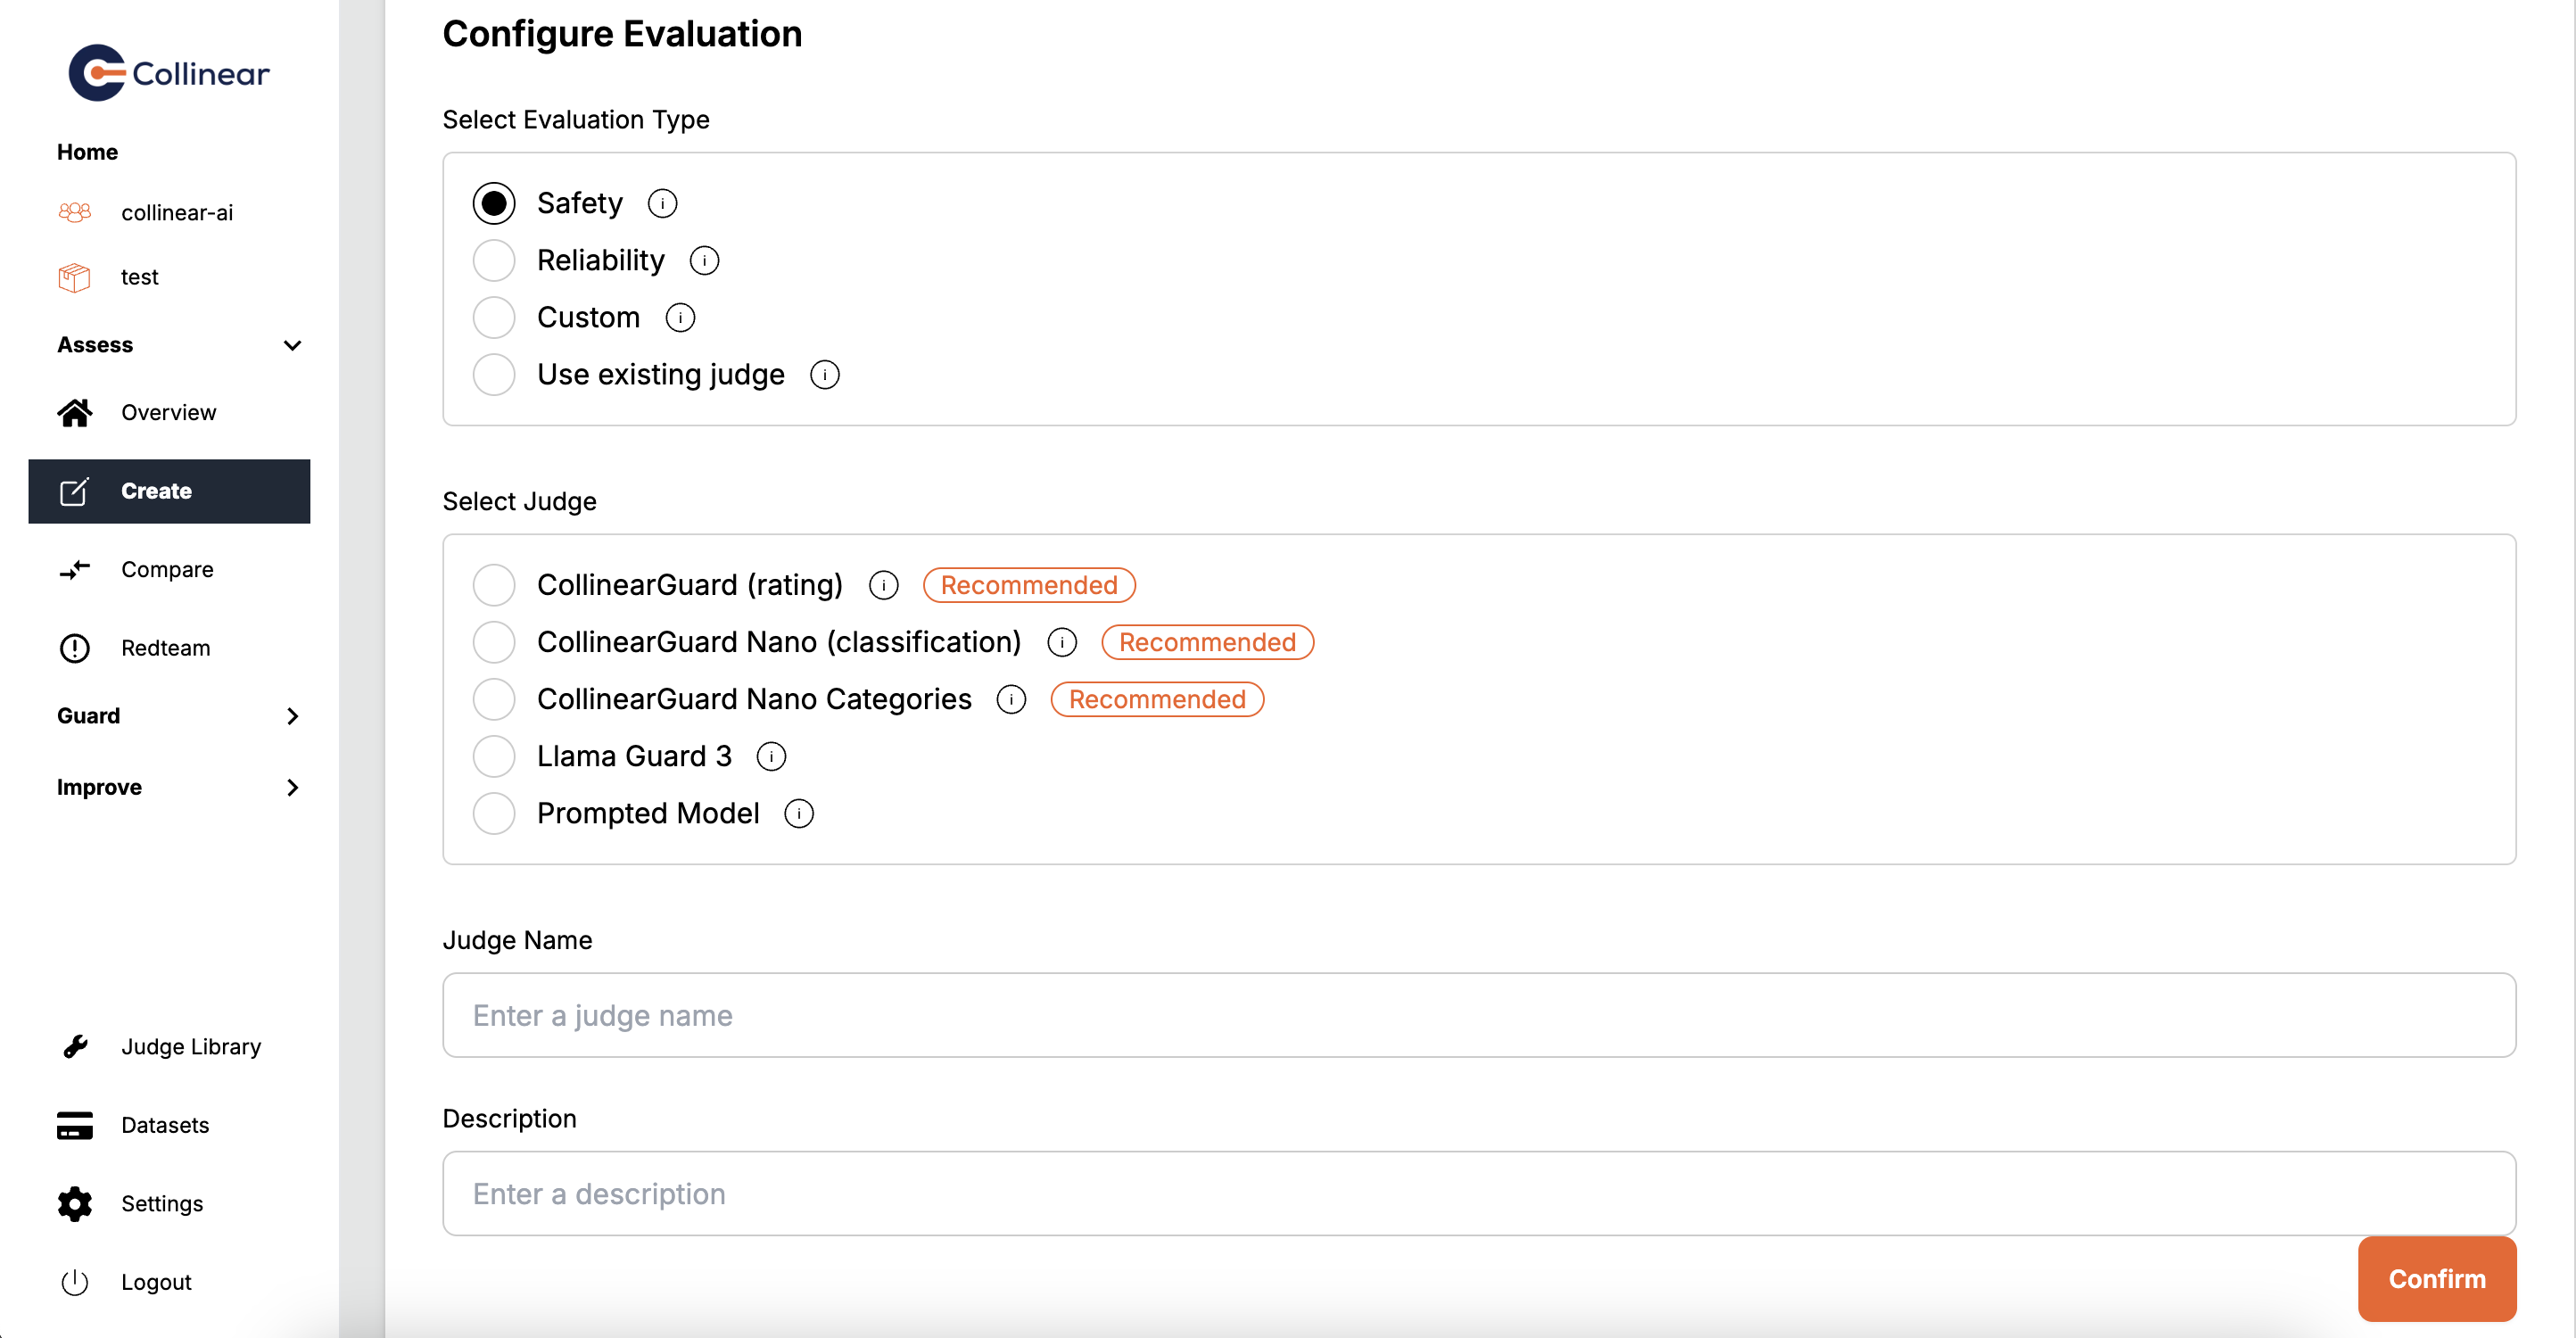 Collinear
Home
collinear-ai
test
Assess
Overview
Create
Compare
Redteam
Guard
Improve
Judge Library
Datasets
Settings
Logout
Configure Evaluation
Select Evaluation Type
Safety
Reliability
Custom
Use existing judge
Select Judge
CollinearGuard (rating) Recommended
CollinearGuard Nano (classification) Recommended
CollinearGuard Nano Categories Recommended
Llama Guard 3
Prompted Model
Judge Name
Enter a judge name
Description
Enter a description
Confirm